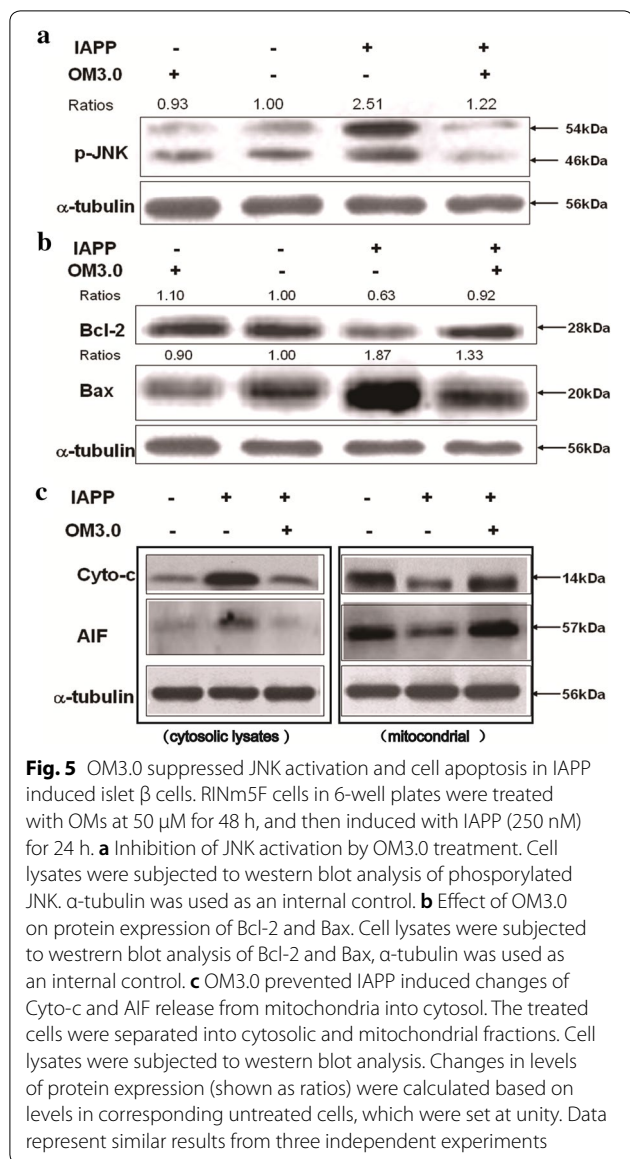 a
IAPP - - + +
OM3.0 + - - +
Ratios 0.93 1.00 2.51 1.22
p-JNK 54kDa
46kDa
α-tubulin 56kDa
b
IAPP - - + +
OM3.0 + - - +
Ratios 1.10 1.00 0.63 0.92
Bcl-2 28kDa
Ratios 0.90 1.00 1.87 1.33
Bax 20kDa
α-tubulin 56kDa
c
IAPP - + + - + +
OM3.0 - - + - - +
Cyto-c 14kDa
AIF 57kDa
α-tubulin 56kDa
(cytosolic lysates ) (mitocondrial )
Fig. 5 OM3.0 suppressed JNK activation and cell apoptosis in IAPP
induced islet β cells. RINm5F cells in 6-well plates were treated
with OMs at 50 μM for 48 h, and then induced with IAPP (250 nM)
for 24 h. a Inhibition of JNK activation by OM3.0 treatment. Cell
lysates were subjected to western blot analysis of phosporylated
JNK. α-tubulin was used as an internal control. b Effect of OM3.0
on protein expression of Bcl-2 and Bax. Cell lysates were subjected
to westrern blot analysis of Bcl-2 and Bax, α-tubulin was used as
an internal control. c OM3.0 prevented IAPP induced changes of
Cyto-c and AIF release from mitochondria into cytosol. The treated
cells were separated into cytosolic and mitochondrial fractions. Cell
lysates were subjected to western blot analysis. Changes in levels
of protein expression (shown as ratios) were calculated based on
levels in corresponding untreated cells, which were set at unity. Data
represent similar results from three independent experiments